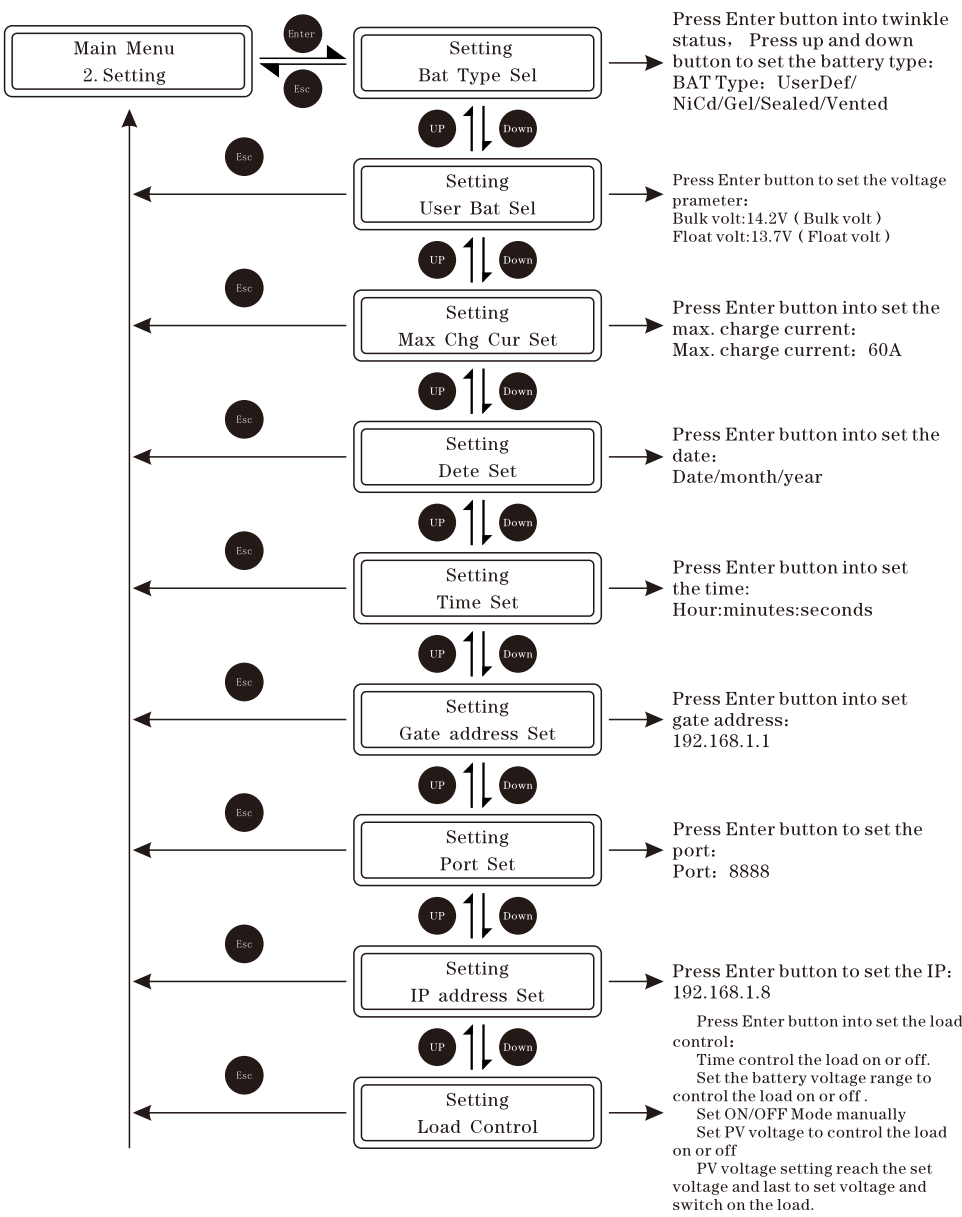 Main Menu
2. Setting
Enter
Esc
Setting
Bat Type Sel
Press Enter button into twinkle
status, Press up and down
button to set the battery type:
BAT Type: UserDef/
NiCd/Gel/Sealed/Vented
UP
Down
Esc
Setting
User Bat Sel
Press Enter button to set the voltage
prameter:
Bulk volt:14.2V ( Bulk volt )
Float volt:13.7V ( Float volt )
UP
Down
Esc
Setting
Max Chg Cur Set
Press Enter button into set the
max. charge current:
Max. charge current: 60A
UP
Down
Esc
Setting
Dete Set
Press Enter button into set the
date:
Date/month/year
UP
Down
Esc
Setting
Time Set
Press Enter button into set
the time:
Hour:minutes:seconds
UP
Down
Esc
Setting
Gate address Set
Press Enter button into set
gate address:
192.168.1.1
UP
Down
Esc
Setting
Port Set
Press Enter button to set the
port:
Port: 8888
UP
Down
Esc
Setting
IP address Set
Press Enter button to set the IP:
192.168.1.8
UP
Down
Esc
Setting
Load Control
Press Enter button into set the load
control:
Time control the load on or off.
Set the battery voltage range to
control the load on or off .
Set ON/OFF Mode manually
Set PV voltage to control the load
on or off
PV voltage setting reach the set
voltage and last to set voltage and
switch on the load.